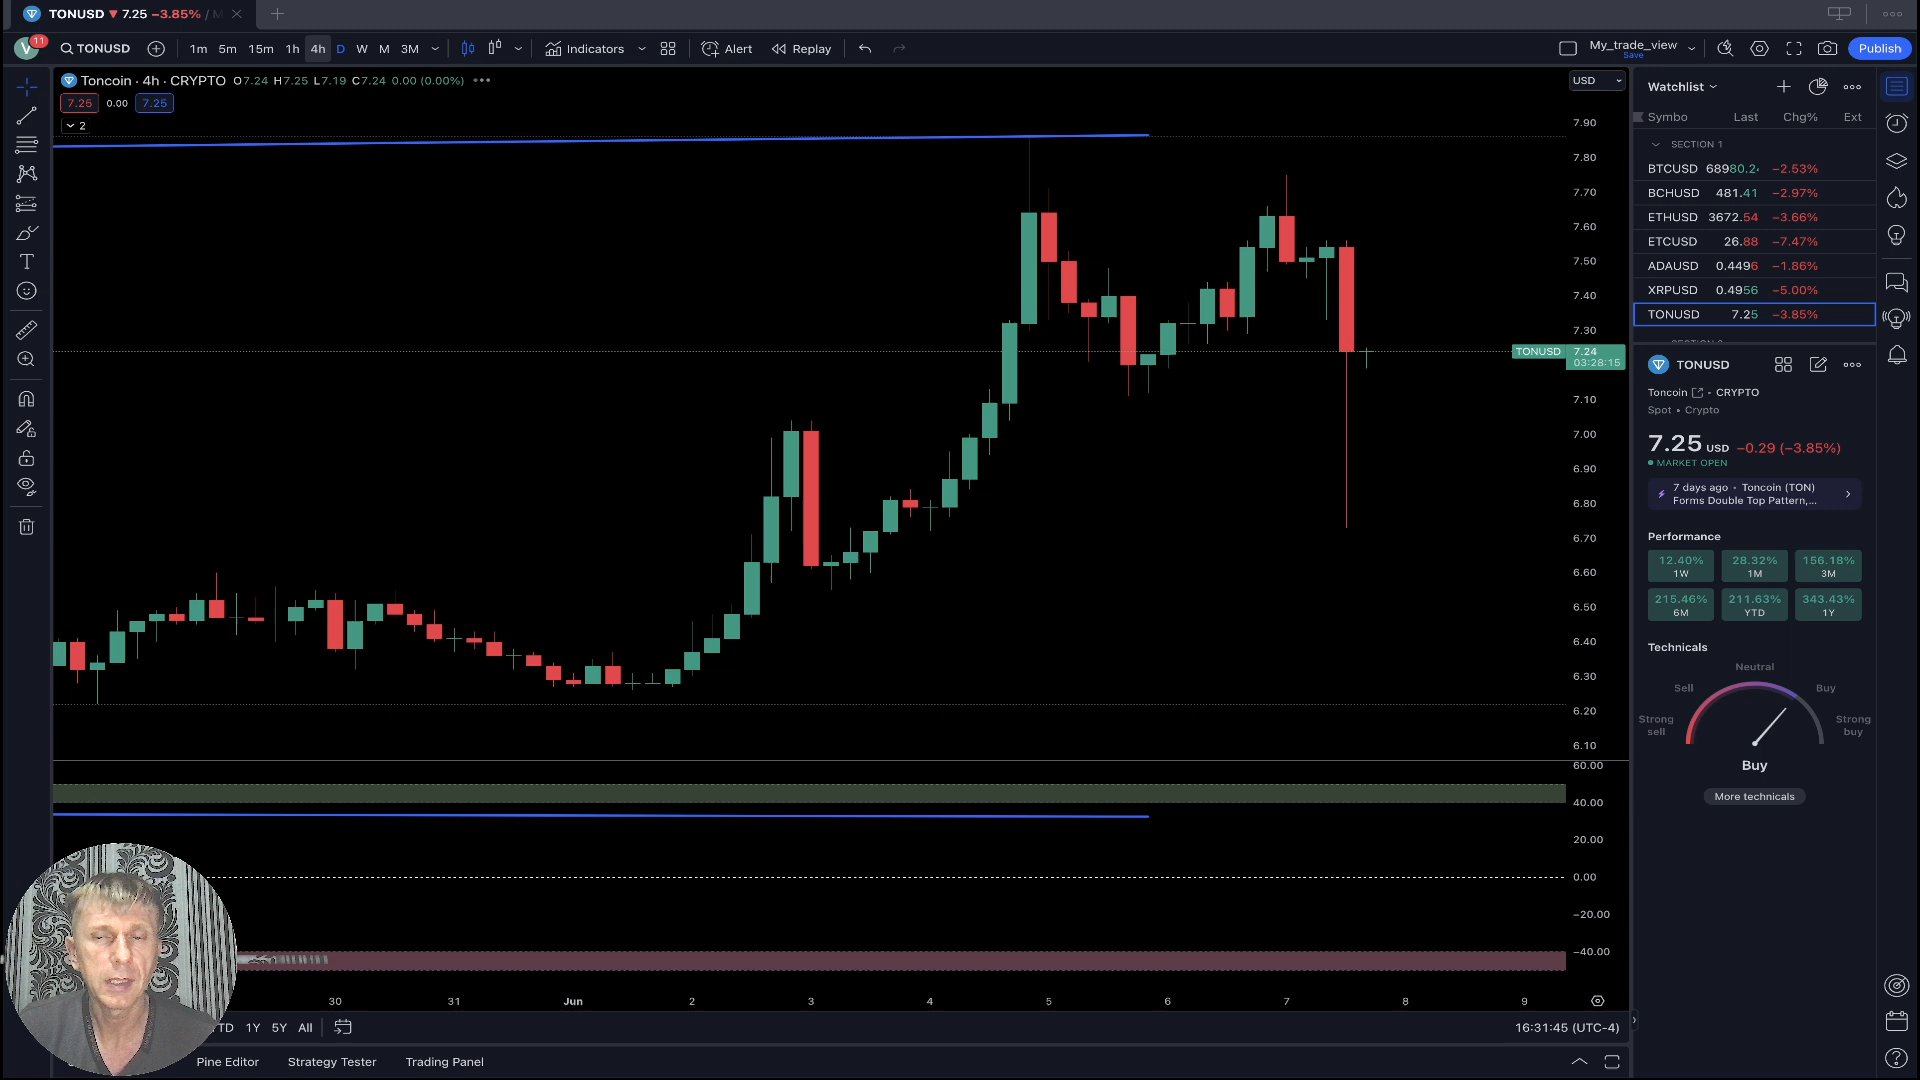 TONUSD ▼ 7.25 −3.85% / M
11
V
TONUSD
1m 5m 15m 1h 4h D W M 3M
Indicators
Alert
Replay
My_trade_view
Save
Publish
Toncoin · 4h · CRYPTO O7.24 H7.25 L7.19 C7.24 0.00 (0.00%)
7.25 0.00 7.25
2
USD
7.90
7.80
7.70
7.60
7.50
7.40
7.30
TONUSD 7.24
03:28:15
7.10
7.00
6.90
6.80
6.70
6.60
6.50
6.40
6.30
6.20
6.10
60.00
40.00
20.00
0.00
−20.00
−40.00
30 31 Jun 2 3 4 5 6 7 8 9
TD 1Y 5Y All
16:31:45 (UTC-4)
Pine Editor Strategy Tester Trading Panel
Watchlist
Symbo Last Chg% Ext
SECTION 1
BTCUSD 68980.24 −2.53%
BCHUSD 481.41 −2.97%
ETHUSD 3672.54 −3.66%
ETCUSD 26.88 −7.47%
ADAUSD 0.4496 −1.86%
XRPUSD 0.4956 −5.00%
TONUSD 7.25 −3.85%
TONUSD
Toncoin • CRYPTO
Spot • Crypto
7.25 USD −0.29 (−3.85%)
MARKET OPEN
7 days ago - Toncoin (TON)
Forms Double Top Pattern,...
Performance
12.40% 28.32% 156.18%
1W 1M 3M
215.46% 211.63% 343.43%
6M YTD 1Y
Technicals
Neutral
Sell Buy
Strong sell
Strong buy
Buy
More technicals